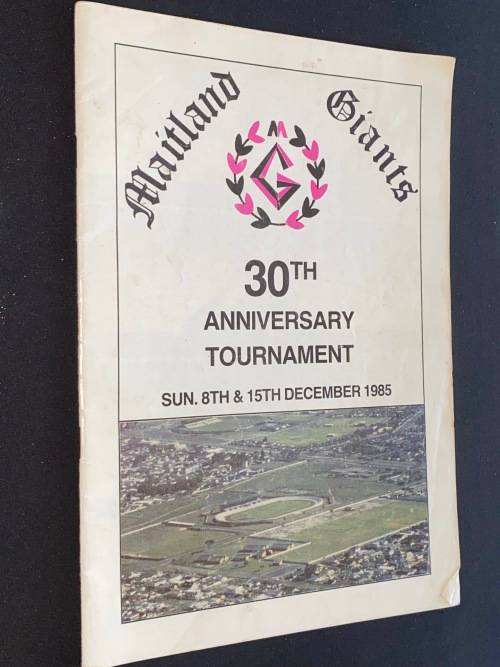 Maitland Giants
M
G
30TH
ANNIVERSARY
TOURNAMENT
SUN. 8TH & 15TH DECEMBER 1985